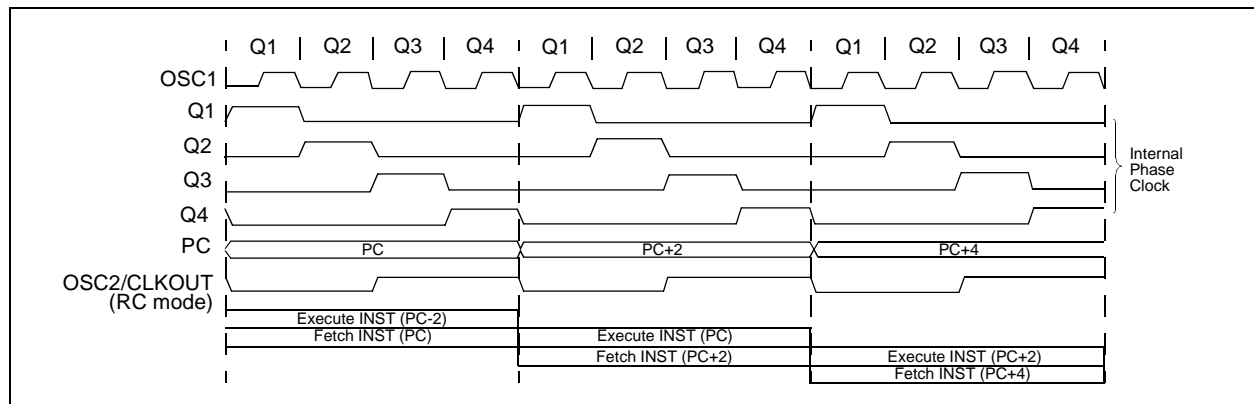 Q1 Q2 Q3 Q4 Q1 Q2 Q3 Q4 Q1 Q2 Q3 Q4
OSC1
Q1
Q2
Q3
Q4
Internal
Phase
Clock
PC PC PC+2 PC+4
OSC2/CLKOUT
(RC mode)
Execute INST (PC-2)
Fetch INST (PC) Execute INST (PC)
Fetch INST (PC+2) Execute INST (PC+2)
Fetch INST (PC+4)